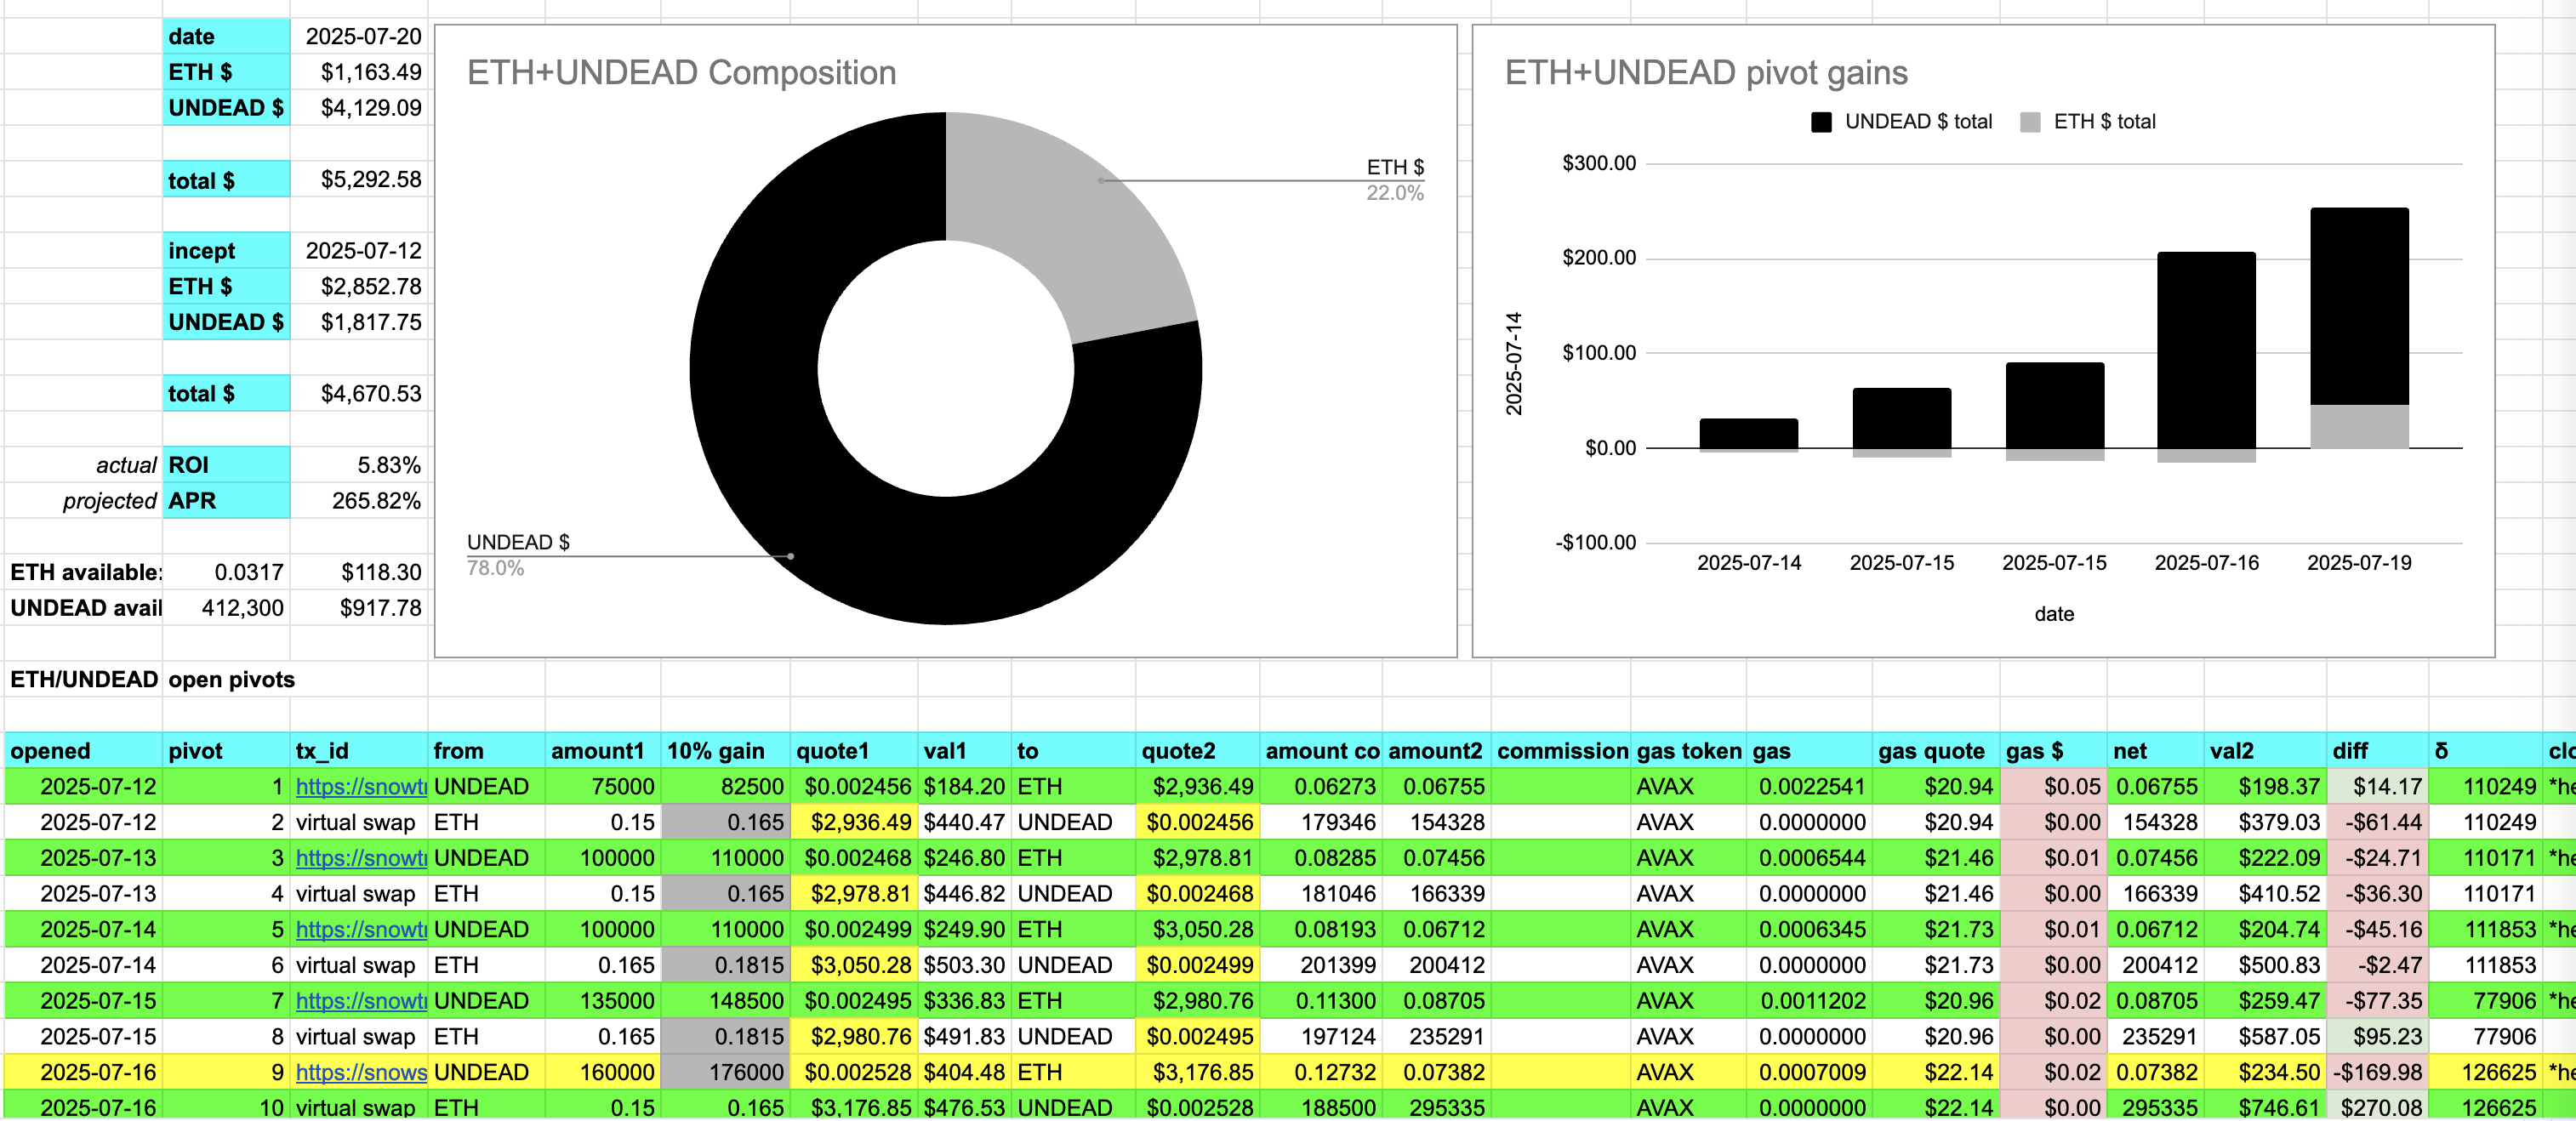 date 2025-07-20
ETH $ $1,163.49
UNDEAD $ $4,129.09
total $ $5,292.58
incept 2025-07-12
ETH $ $2,852.78
UNDEAD $ $1,817.75
total $ $4,670.53
actual ROI 5.83%
projected APR 265.82%
ETH available: 0.0317 $118.30
UNDEAD avail 412,300 $917.78
ETH+UNDEAD Composition
ETH $
22.0%
UNDEAD $
78.0%
ETH+UNDEAD pivot gains
UNDEAD $ total ETH $ total
$300.00
$200.00
$100.00
$0.00
-$100.00
2025-07-14
2025-07-14 2025-07-15 2025-07-15 2025-07-16 2025-07-19
date
ETH/UNDEAD open pivots
opened pivot tx_id from amount1 10% gain quote1 val1 to quote2 amount co amount2 commission gas token gas gas quote gas $ net val2 diff δ clo
2025-07-12 1 https://snowtr UNDEAD 75000 82500 $0.002456 $184.20 ETH $2,936.49 0.06273 0.06755 AVAX 0.0022541 $20.94 $0.05 0.06755 $198.37 $14.17 110249 *he
2025-07-12 2 virtual swap ETH 0.15 0.165 $2,936.49 $440.47 UNDEAD $0.002456 179346 154328 AVAX 0.0000000 $20.94 $0.00 154328 $379.03 -$61.44 110249
2025-07-13 3 https://snowtr UNDEAD 100000 110000 $0.002468 $246.80 ETH $2,978.81 0.08285 0.07456 AVAX 0.0006544 $21.46 $0.01 0.07456 $222.09 -$24.71 110171 *he
2025-07-13 4 virtual swap ETH 0.15 0.165 $2,978.81 $446.82 UNDEAD $0.002468 181046 166339 AVAX 0.0000000 $21.46 $0.00 166339 $410.52 -$36.30 110171
2025-07-14 5 https://snowtr UNDEAD 100000 110000 $0.002499 $249.90 ETH $3,050.28 0.08193 0.06712 AVAX 0.0006345 $21.73 $0.01 0.06712 $204.74 -$45.16 111853 *he
2025-07-14 6 virtual swap ETH 0.165 0.1815 $3,050.28 $503.30 UNDEAD $0.002499 201399 200412 AVAX 0.0000000 $21.73 $0.00 200412 $500.83 -$2.47 111853
2025-07-15 7 https://snowtr UNDEAD 135000 148500 $0.002495 $336.83 ETH $2,980.76 0.11300 0.08705 AVAX 0.0011202 $20.96 $0.02 0.08705 $259.47 -$77.35 77906 *he
2025-07-15 8 virtual swap ETH 0.165 0.1815 $2,980.76 $491.83 UNDEAD $0.002495 197124 235291 AVAX 0.0000000 $20.96 $0.00 235291 $587.05 $95.23 77906
2025-07-16 9 https://snows UNDEAD 160000 176000 $0.002528 $404.48 ETH $3,176.85 0.12732 0.07382 AVAX 0.0007009 $22.14 $0.02 0.07382 $234.50 -$169.98 126625 *he
2025-07-16 10 virtual swap ETH 0.15 0.165 $3,176.85 $476.53 UNDEAD $0.002528 188500 295335 AVAX 0.0000000 $22.14 $0.00 295335 $746.61 $270.08 126625